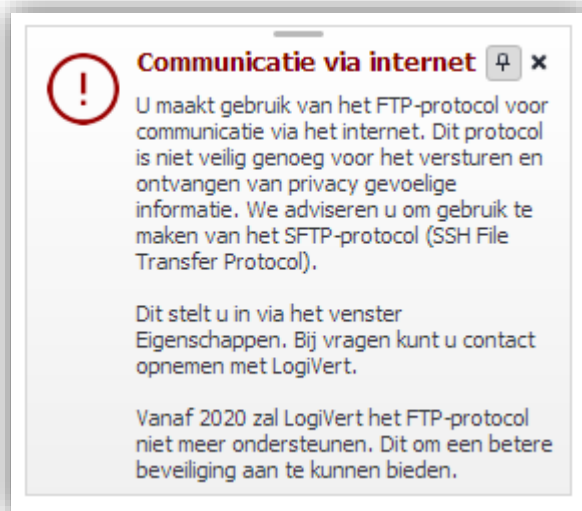 Communicatie via internet
U maakt gebruik van het FTP-protocol voor
communicatie via het internet. Dit protocol
is niet veilig genoeg voor het versturen en
ontvangen van privacy gevoelige
informatie. We adviseren u om gebruik te
maken van het SFTP-protocol (SSH File
Transfer Protocol).
Dit stelt u in via het venster
Eigenschappen. Bij vragen kunt u contact
opnemen met LogiVert.
Vanaf 2020 zal LogiVert het FTP-protocol
niet meer ondersteunen. Dit om een betere
beveiliging aan te kunnen bieden.